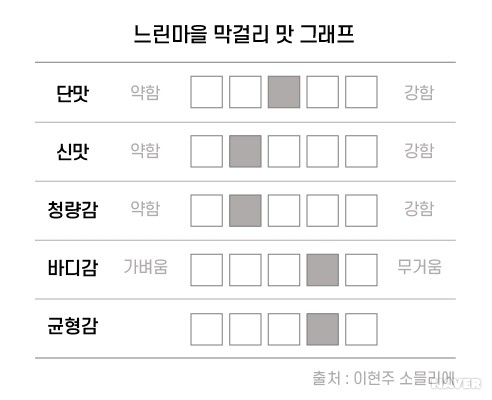 느린마을 막걸리 맛 그래프
단맛 약함 강함
신맛 약함 강함
청량감 약함 강함
바디감 가벼움 무거움
균형감
출처 : 이현주 소믈리에
NAVER